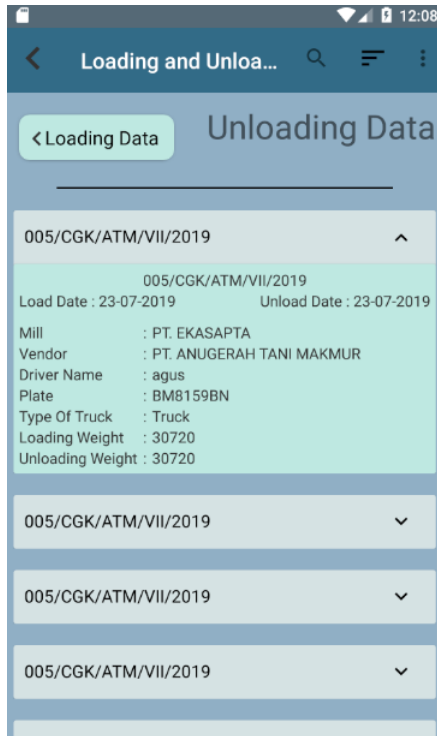 12:08
Loading and Unloa...
<Loading Data
Unloading Data
005/CGK/ATM/VII/2019
005/CGK/ATM/VII/2019
Load Date : 23-07-2019 Unload Date : 23-07-2019
Mill : PT. EKASAPTA
Vendor : PT. ANUGERAH TANI MAKMUR
Driver Name : agus
Plate : BM8159BN
Type Of Truck : Truck
Loading Weight : 30720
Unloading Weight : 30720
005/CGK/ATM/VII/2019
005/CGK/ATM/VII/2019
005/CGK/ATM/VII/2019